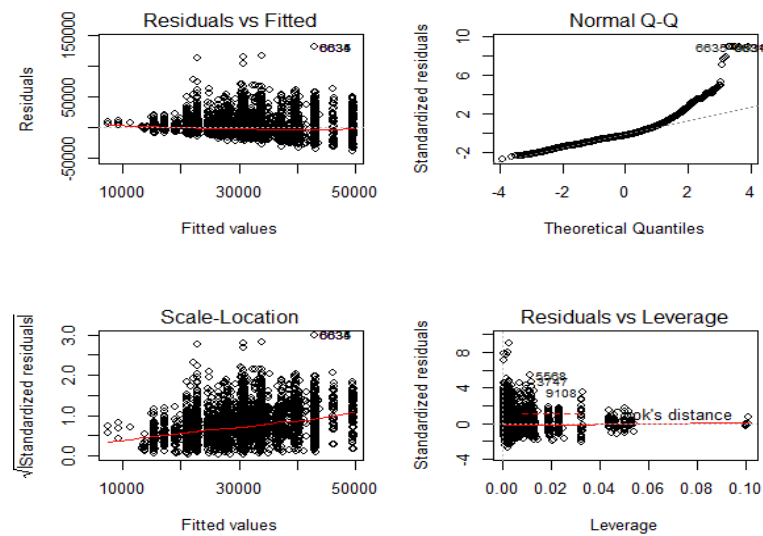 Residuals vs Fitted
Residuals
-50000
50000
150000
10000
30000
50000
Fitted values
Normal Q-Q
Standardized residuals
-2
2
6
10
-4
-2
0
2
4
Theoretical Quantiles
Scale-Location
√|Standardized residuals|
0.0
1.0
2.0
3.0
10000
30000
50000
Fitted values
Residuals vs Leverage
Standardized residuals
-4
0
4
8
5568
3747
9108
ok's distance
0.00
0.02
0.04
0.06
0.08
0.10
Leverage